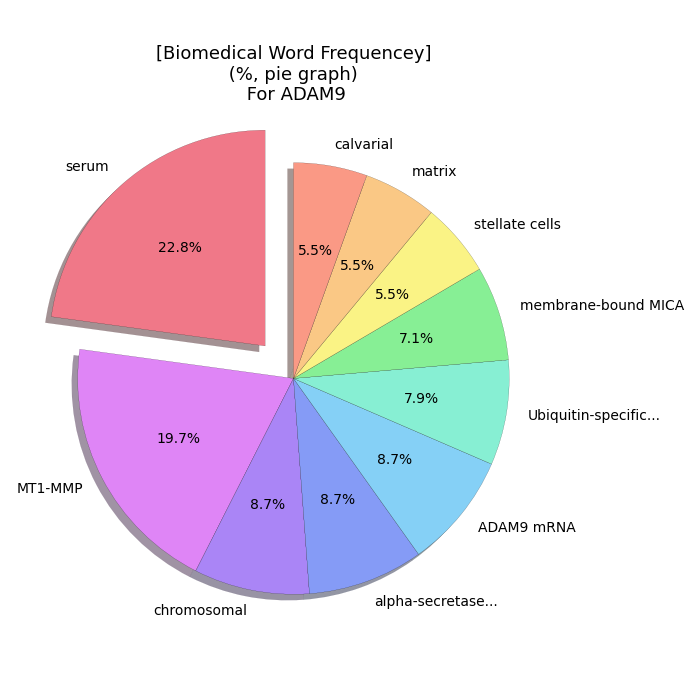 [Biomedical Word Frequencey]
(%, pie graph)
For ADAM9
calvarial
matrix
serum
stellate cells
22.8%
5.5%
5.5%
5.5%
membrane-bound MICA
7.1%
7.9%
Ubiquitin-specific...
19.7%
8.7%
MT1-MMP
8.7%
8.7%
ADAM9 mRNA
alpha-secretase...
chromosomal